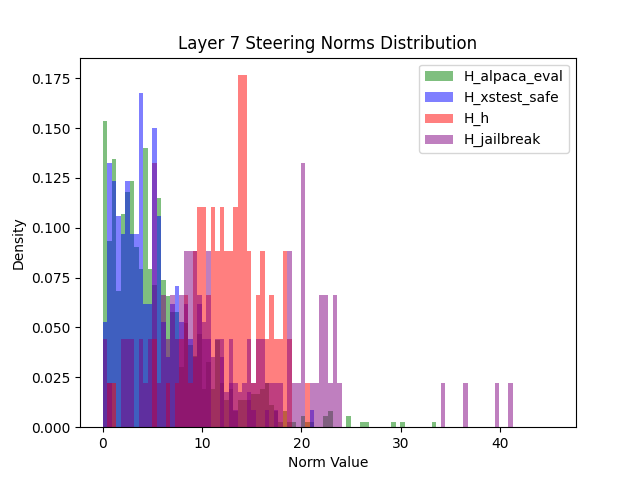 Layer 7 Steering Norms Distribution
H_alpaca_eval
H_xstest_safe
H_h
H_jailbreak
0.175
0.150
0.125
0.100
0.075
0.050
0.025
0.000
Density
0 10 20 30 40
Norm Value